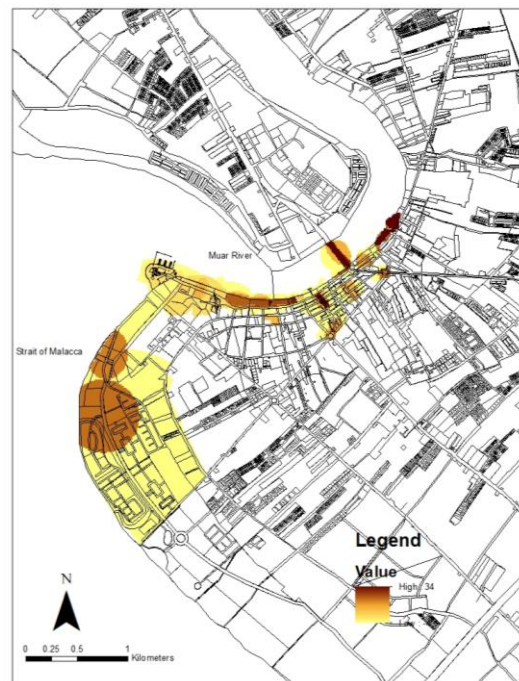 Muar River
Strait of Malacca
Legend
Value
High : 34
Low :
N
0 0.25 0.5 1
Kilometers